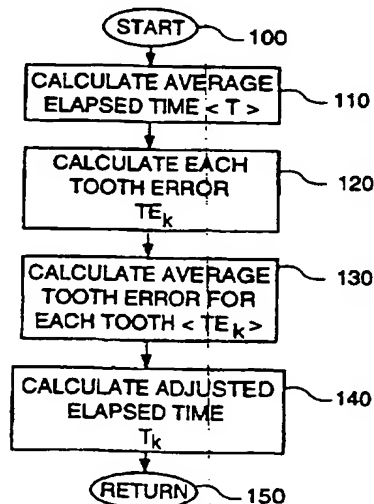 START
100
CALCULATE AVERAGE
ELAPSED TIME < T >
110
CALCULATE EACH
TOOTH ERROR
TEk
120
CALCULATE AVERAGE
TOOTH ERROR FOR
EACH TOOTH < TEk >
130
CALCULATE ADJUSTED
ELAPSED TIME
Tk
140
RETURN
150